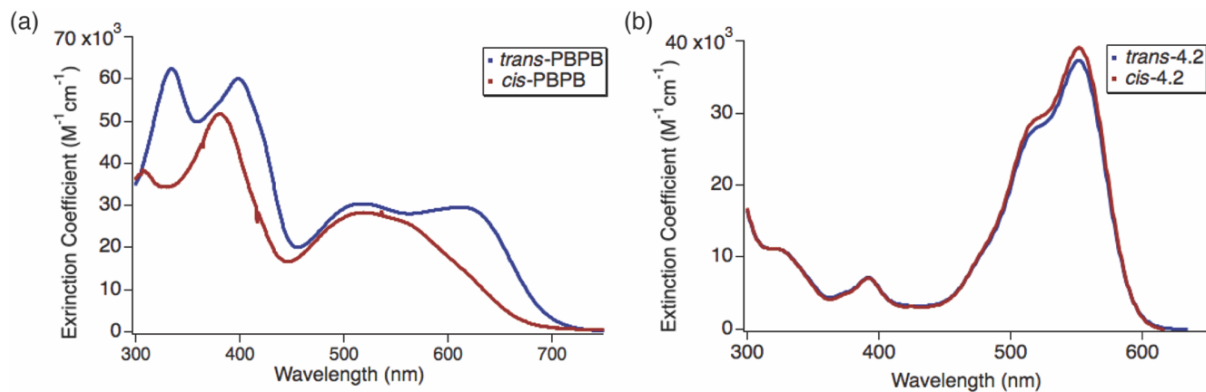 (a)
70 x10³
60
50
40
30
20
10
0
Exrinction Coefficient (M⁻¹cm⁻¹)
300 400 500 600 700
Wavelength (nm)
trans-PBPB
cis-PBPB
(b)
40 x10³
30
20
10
0
Extinction Coefficient (M⁻¹cm⁻¹)
300 400 500 600
Wavelength (nm)
trans-4.2
cis-4.2